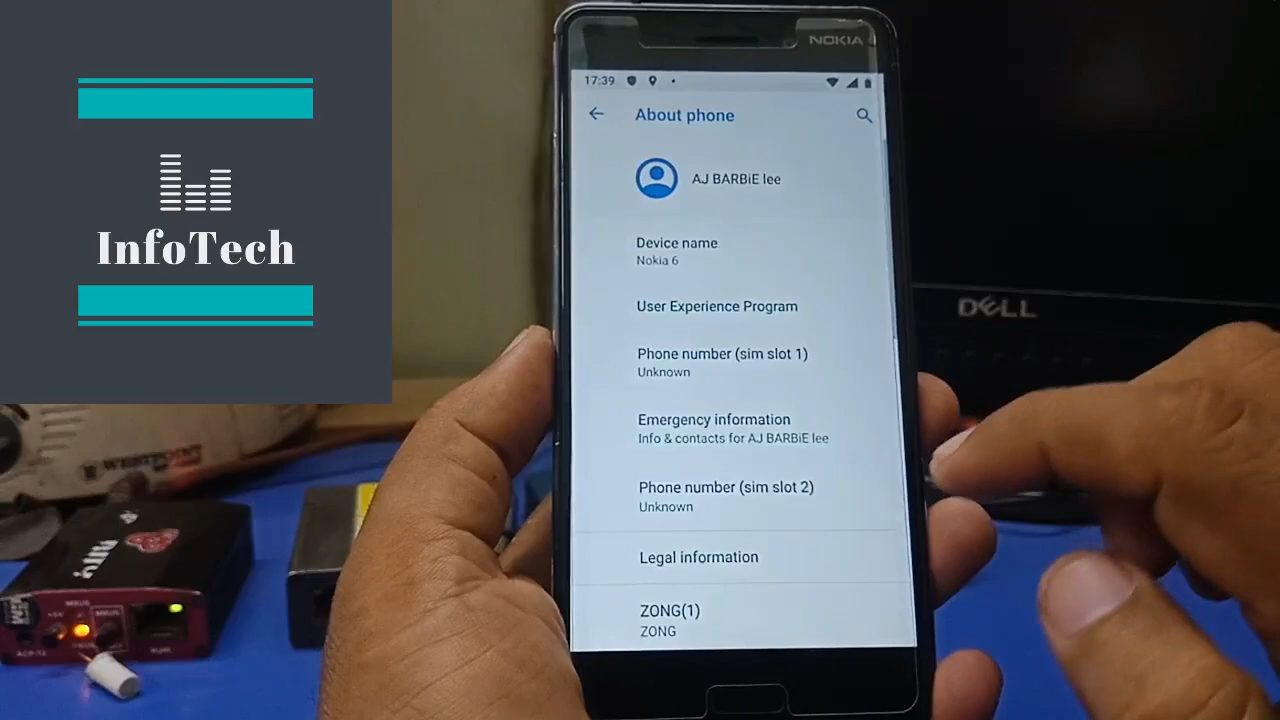 InfoTech
NOKIA
17:39
About phone
AJ BARBiE lee
Device name
Nokia 6
User Experience Program
Phone number (sim slot 1)
Unknown
Emergency information
Info & contacts for AJ BARBiE lee
Phone number (sim slot 2)
Unknown
Legal information
ZONG(1)
ZONG
DELL